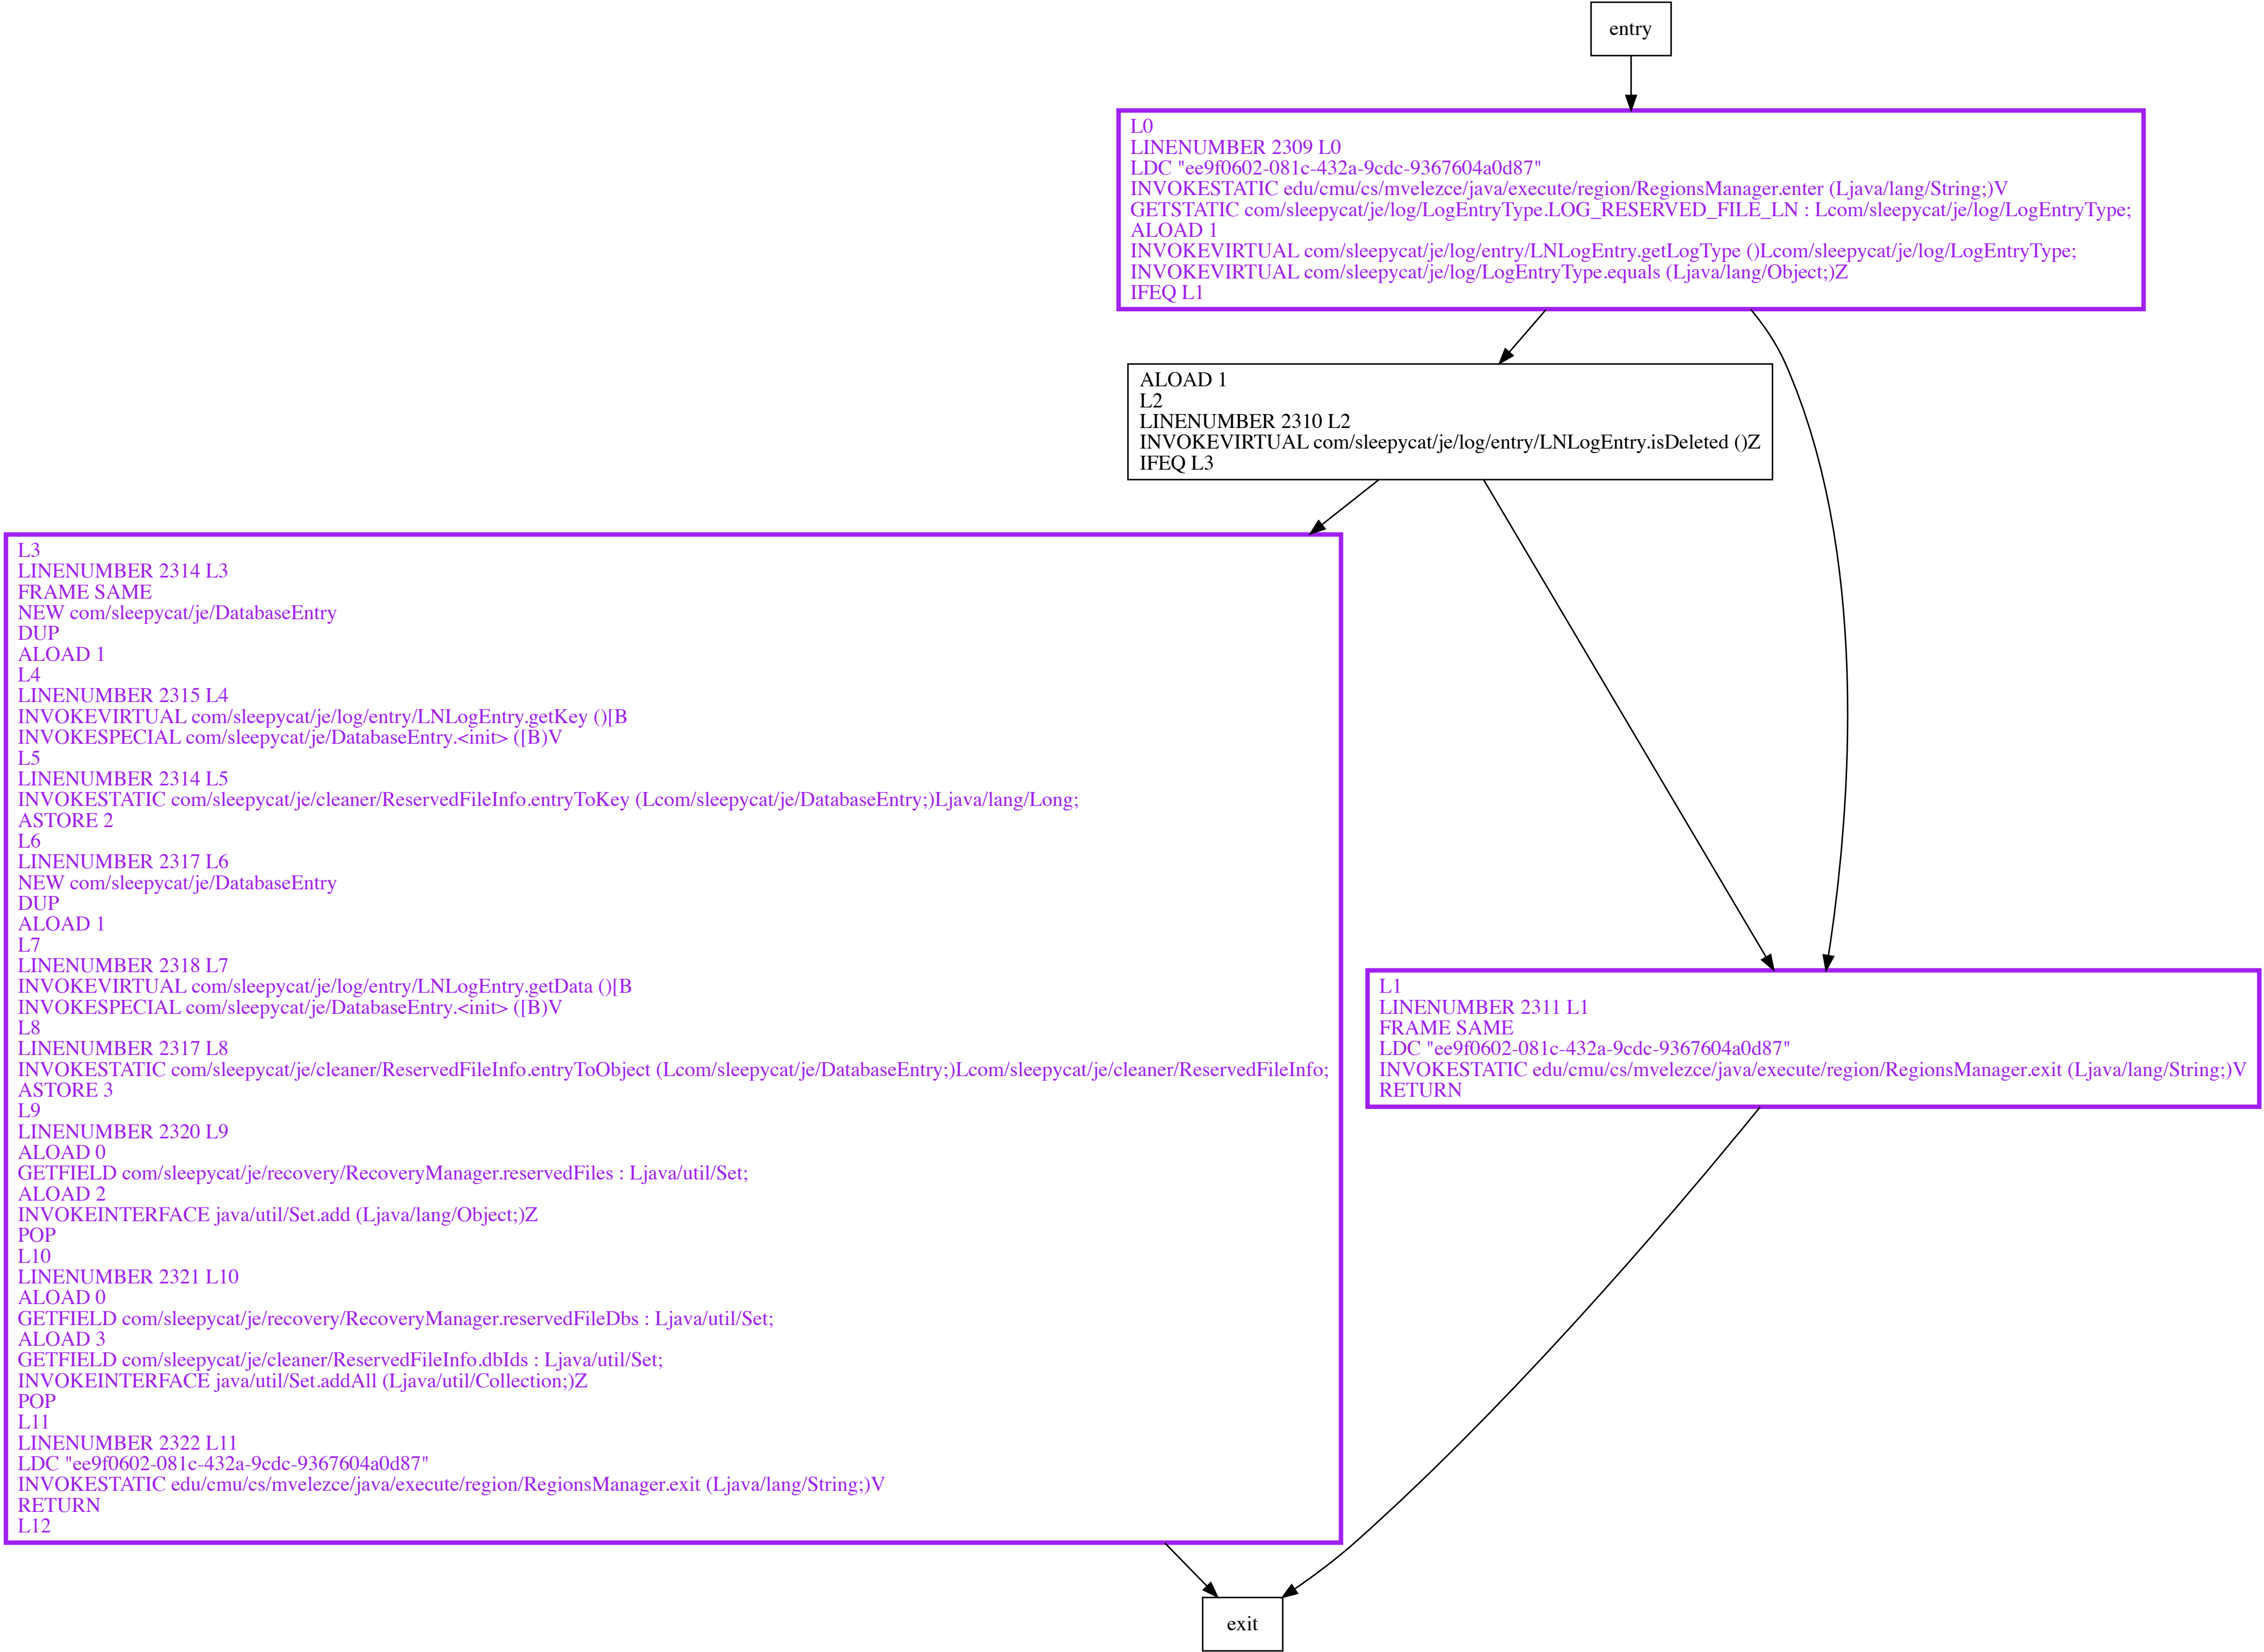 entry
L0
LINENUMBER 2309 L0
LDC "ee9f0602-081c-432a-9cdc-9367604a0d87"
INVOKESTATIC edu/cmu/cs/mvelezce/java/execute/region/RegionsManager.enter (Ljava/lang/String;)V
GETSTATIC com/sleepycat/je/log/LogEntryType.LOG_RESERVED_FILE_LN : Lcom/sleepycat/je/log/LogEntryType;
ALOAD 1
INVOKEVIRTUAL com/sleepycat/je/log/entry/LNLogEntry.getLogType ()Lcom/sleepycat/je/log/LogEntryType;
INVOKEVIRTUAL com/sleepycat/je/log/LogEntryType.equals (Ljava/lang/Object;)Z
IFEQ L1
ALOAD 1
L2
LINENUMBER 2310 L2
INVOKEVIRTUAL com/sleepycat/je/log/entry/LNLogEntry.isDeleted ()Z
IFEQ L3
L3
LINENUMBER 2314 L3
FRAME SAME
NEW com/sleepycat/je/DatabaseEntry
DUP
ALOAD 1
L4
LINENUMBER 2315 L4
INVOKEVIRTUAL com/sleepycat/je/log/entry/LNLogEntry.getKey ()[B
INVOKESPECIAL com/sleepycat/je/DatabaseEntry.<init> ([B)V
L5
LINENUMBER 2314 L5
INVOKESTATIC com/sleepycat/je/cleaner/ReservedFileInfo.entryToKey (Lcom/sleepycat/je/DatabaseEntry;)Ljava/lang/Long;
ASTORE 2
L6
LINENUMBER 2317 L6
NEW com/sleepycat/je/DatabaseEntry
DUP
ALOAD 1
L7
LINENUMBER 2318 L7
INVOKEVIRTUAL com/sleepycat/je/log/entry/LNLogEntry.getData ()[B
INVOKESPECIAL com/sleepycat/je/DatabaseEntry.<init> ([B)V
L8
LINENUMBER 2317 L8
INVOKESTATIC com/sleepycat/je/cleaner/ReservedFileInfo.entryToObject (Lcom/sleepycat/je/DatabaseEntry;)Lcom/sleepycat/je/cleaner/ReservedFileInfo;
ASTORE 3
L9
LINENUMBER 2320 L9
ALOAD 0
GETFIELD com/sleepycat/je/recovery/RecoveryManager.reservedFiles : Ljava/util/Set;
ALOAD 2
INVOKEINTERFACE java/util/Set.add (Ljava/lang/Object;)Z
POP
L10
LINENUMBER 2321 L10
ALOAD 0
GETFIELD com/sleepycat/je/recovery/RecoveryManager.reservedFileDbs : Ljava/util/Set;
ALOAD 3
GETFIELD com/sleepycat/je/cleaner/ReservedFileInfo.dbIds : Ljava/util/Set;
INVOKEINTERFACE java/util/Set.addAll (Ljava/util/Collection;)Z
POP
L11
LINENUMBER 2322 L11
LDC "ee9f0602-081c-432a-9cdc-9367604a0d87"
INVOKESTATIC edu/cmu/cs/mvelezce/java/execute/region/RegionsManager.exit (Ljava/lang/String;)V
RETURN
L12
L1
LINENUMBER 2311 L1
FRAME SAME
LDC "ee9f0602-081c-432a-9cdc-9367604a0d87"
INVOKESTATIC edu/cmu/cs/mvelezce/java/execute/region/RegionsManager.exit (Ljava/lang/String;)V
RETURN
exit